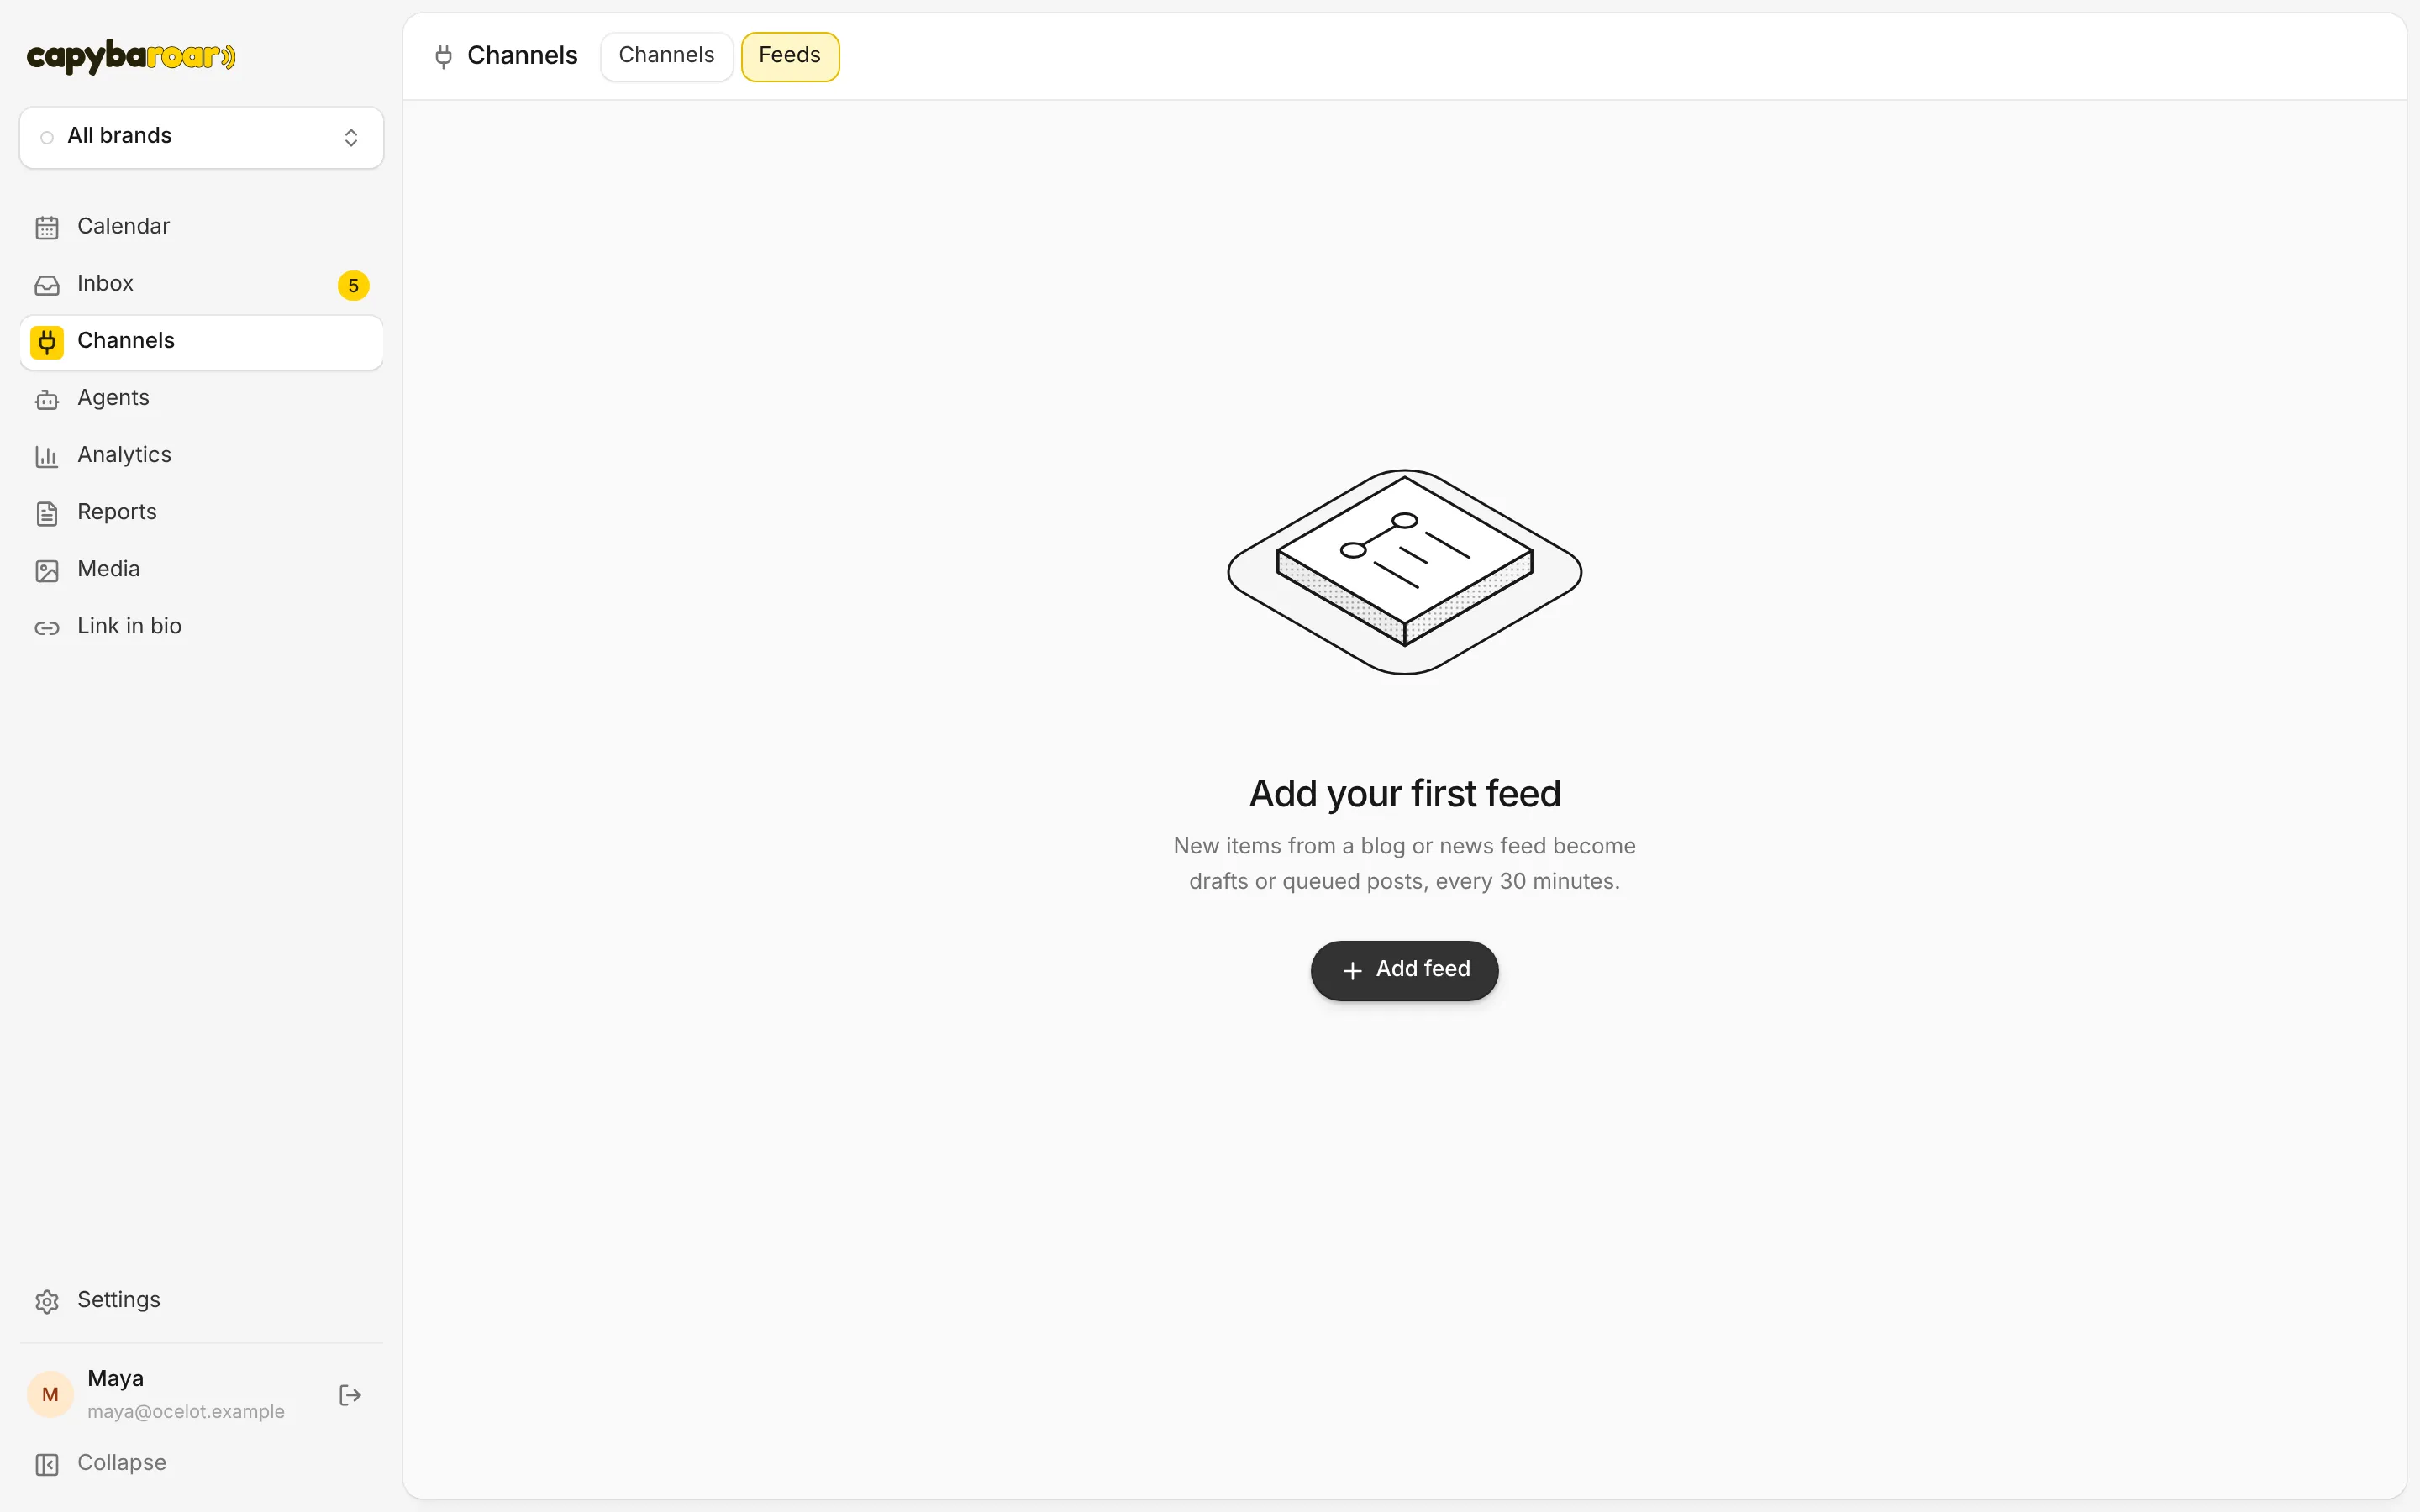 capybaroar
All brands
Calendar
Inbox
5
Channels
Agents
Analytics
Reports
Media
Link in bio
Settings
M
Maya
maya@ocelot.example
Collapse
Channels
Channels
Feeds
Add your first feed
New items from a blog or news feed become
drafts or queued posts, every 30 minutes.
Add feed